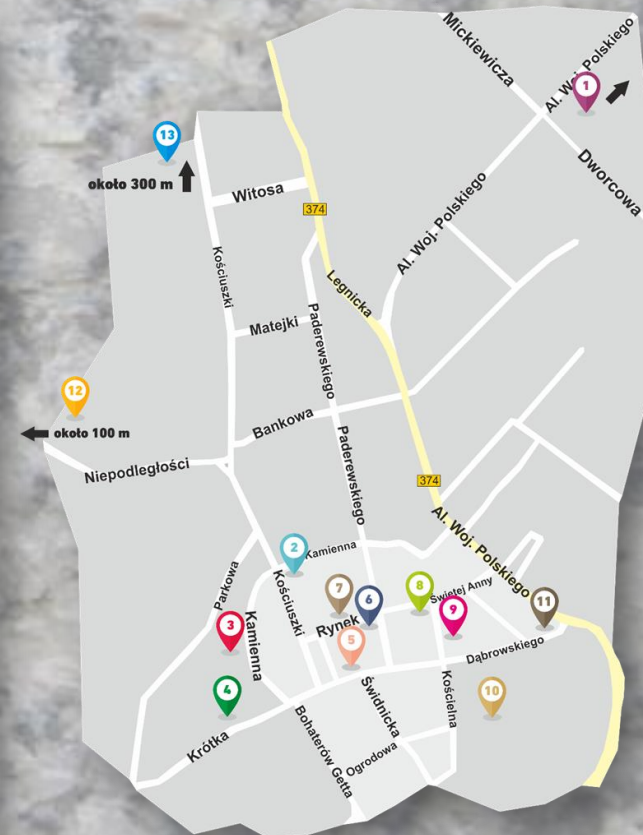 Mickiewicza
Al. Woj. Polskiego
1
13
około 300 m
Dworcowa
Witosa
374
Al. Woj. Polskiego
Kościuszki
Legnicka
Matejki
Paderewskiego
12
około 100 m
Bankowa
Niepodległości
Paderewskiego
374
Al. Woj. Polskiego
2
Kamienna
Parkowa
Kościuszki
7
6
8
Świętej Anny
11
3
Kamienna
Rynek
9
5
Dąbrowskiego
4
Świdnicka
Kościelna
10
Krótka
Bohaterów Getta
Ogrodowa